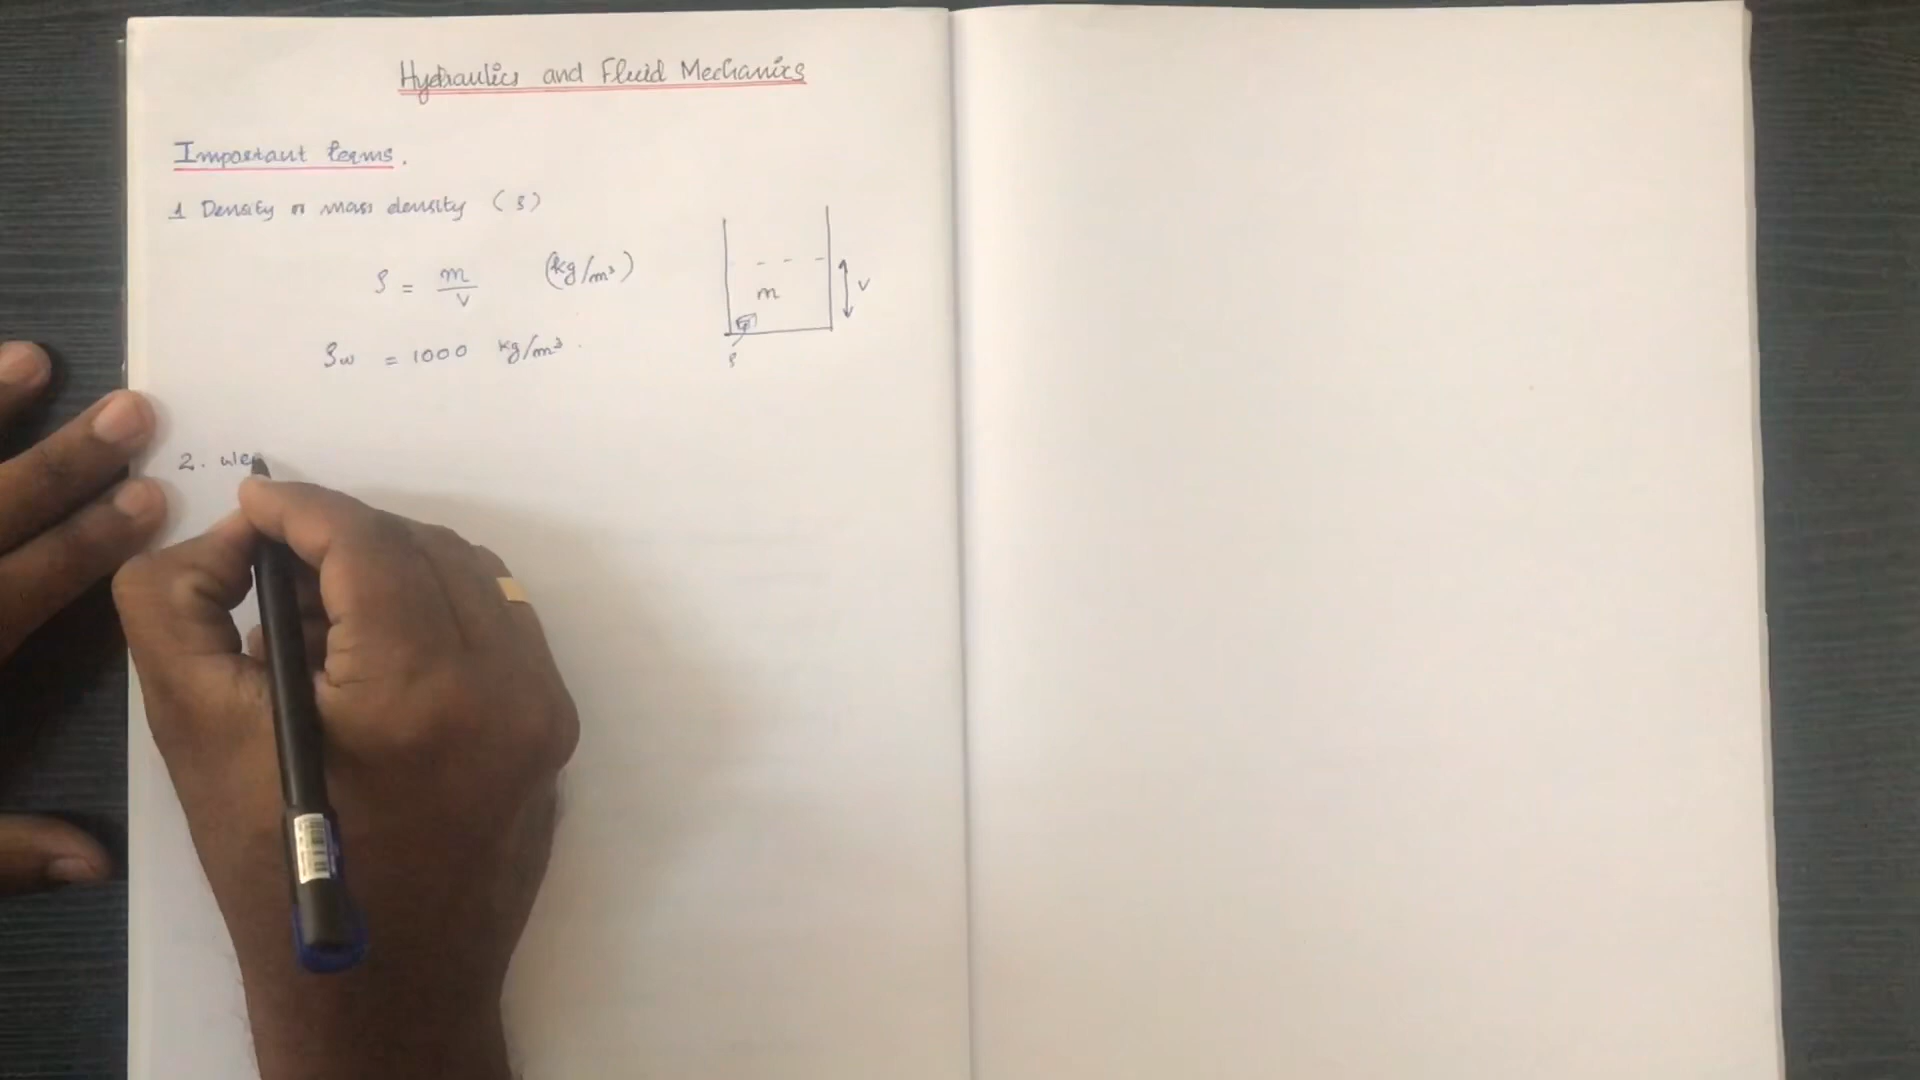 Hydraulics and Fluid Mechanics
Important terms.
1 Density or mass density (ρ)
ρ = m/v (kg/m³)
ρw = 1000 kg/m³.
m
v
ρ
2. wei